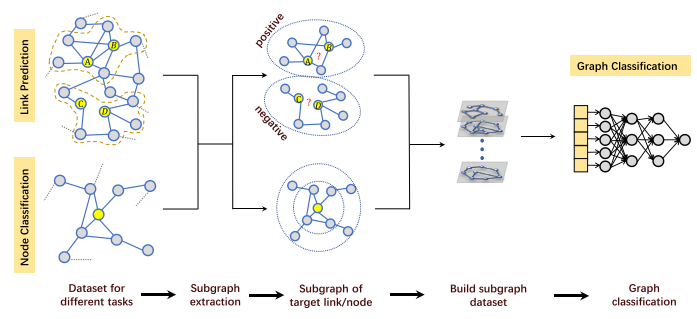 Link Prediction
B
A
C
D
positive
B
A
?
C
?
D
negative
Graph Classification
Node Classification
Dataset for
different tasks
Subgraph
extraction
Subgraph of
target link/node
Build subgraph
dataset
Graph
classification